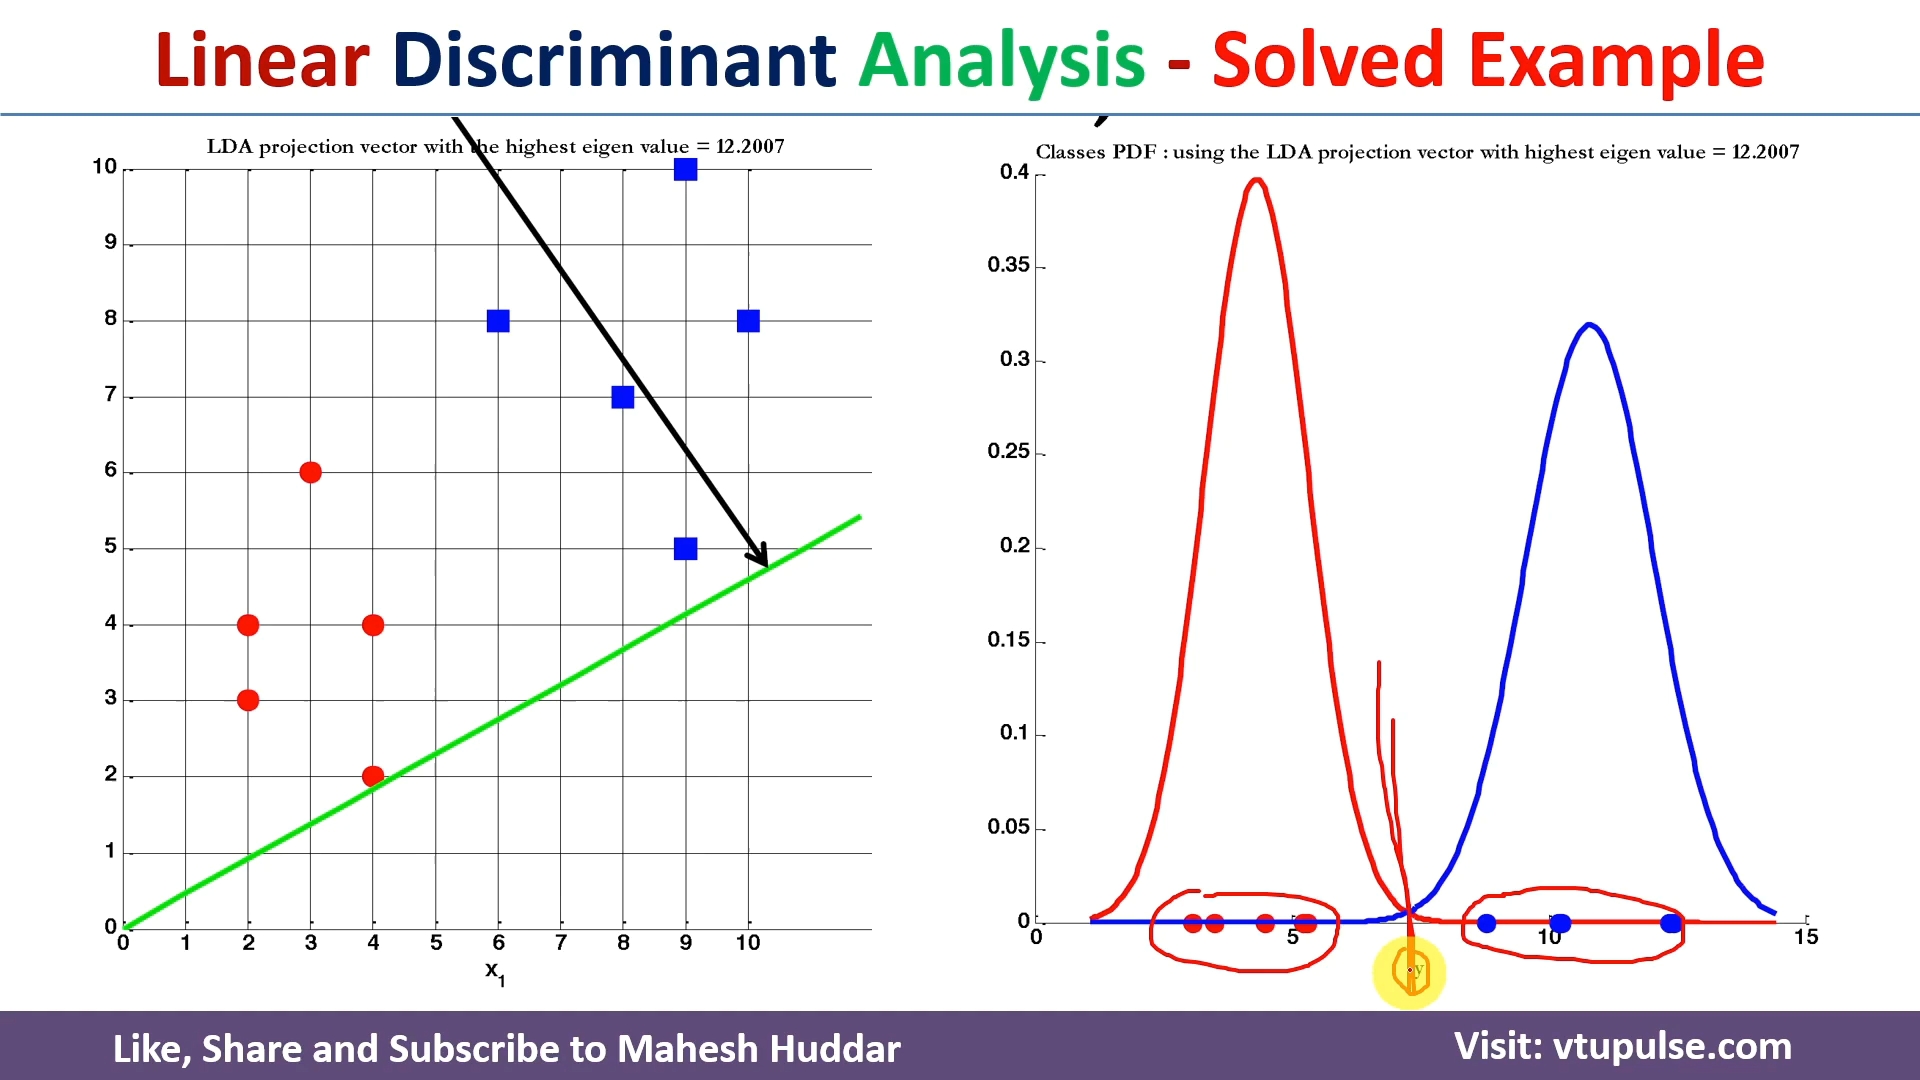 Linear Discriminant Analysis - Solved Example
LDA projection vector with the highest eigen value = 12.2007
10
9
8
7
6
5
4
3
2
1
0
0 1 2 3 4 5 6 7 8 9 10
x1
Classes PDF : using the LDA projection vector with highest eigen value = 12.2007
0.4
0.35
0.3
0.25
0.2
0.15
0.1
0.05
0
0 5 10 15
y
Like, Share and Subscribe to Mahesh Huddar
Visit: vtupulse.com